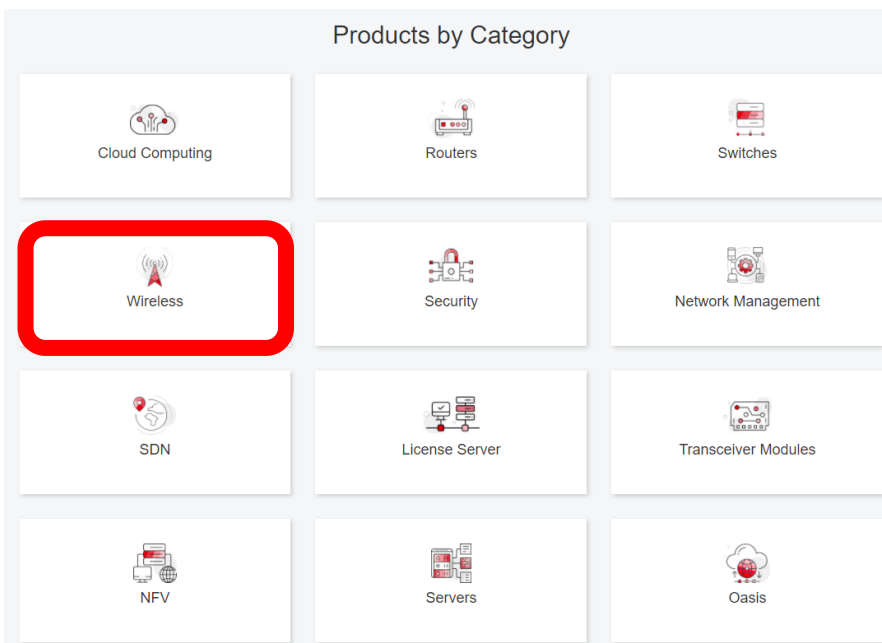 Products by Category
Cloud Computing
Routers
Switches
Wireless
Security
Network Management
SDN
License Server
Transceiver Modules
NFV
Servers
Oasis